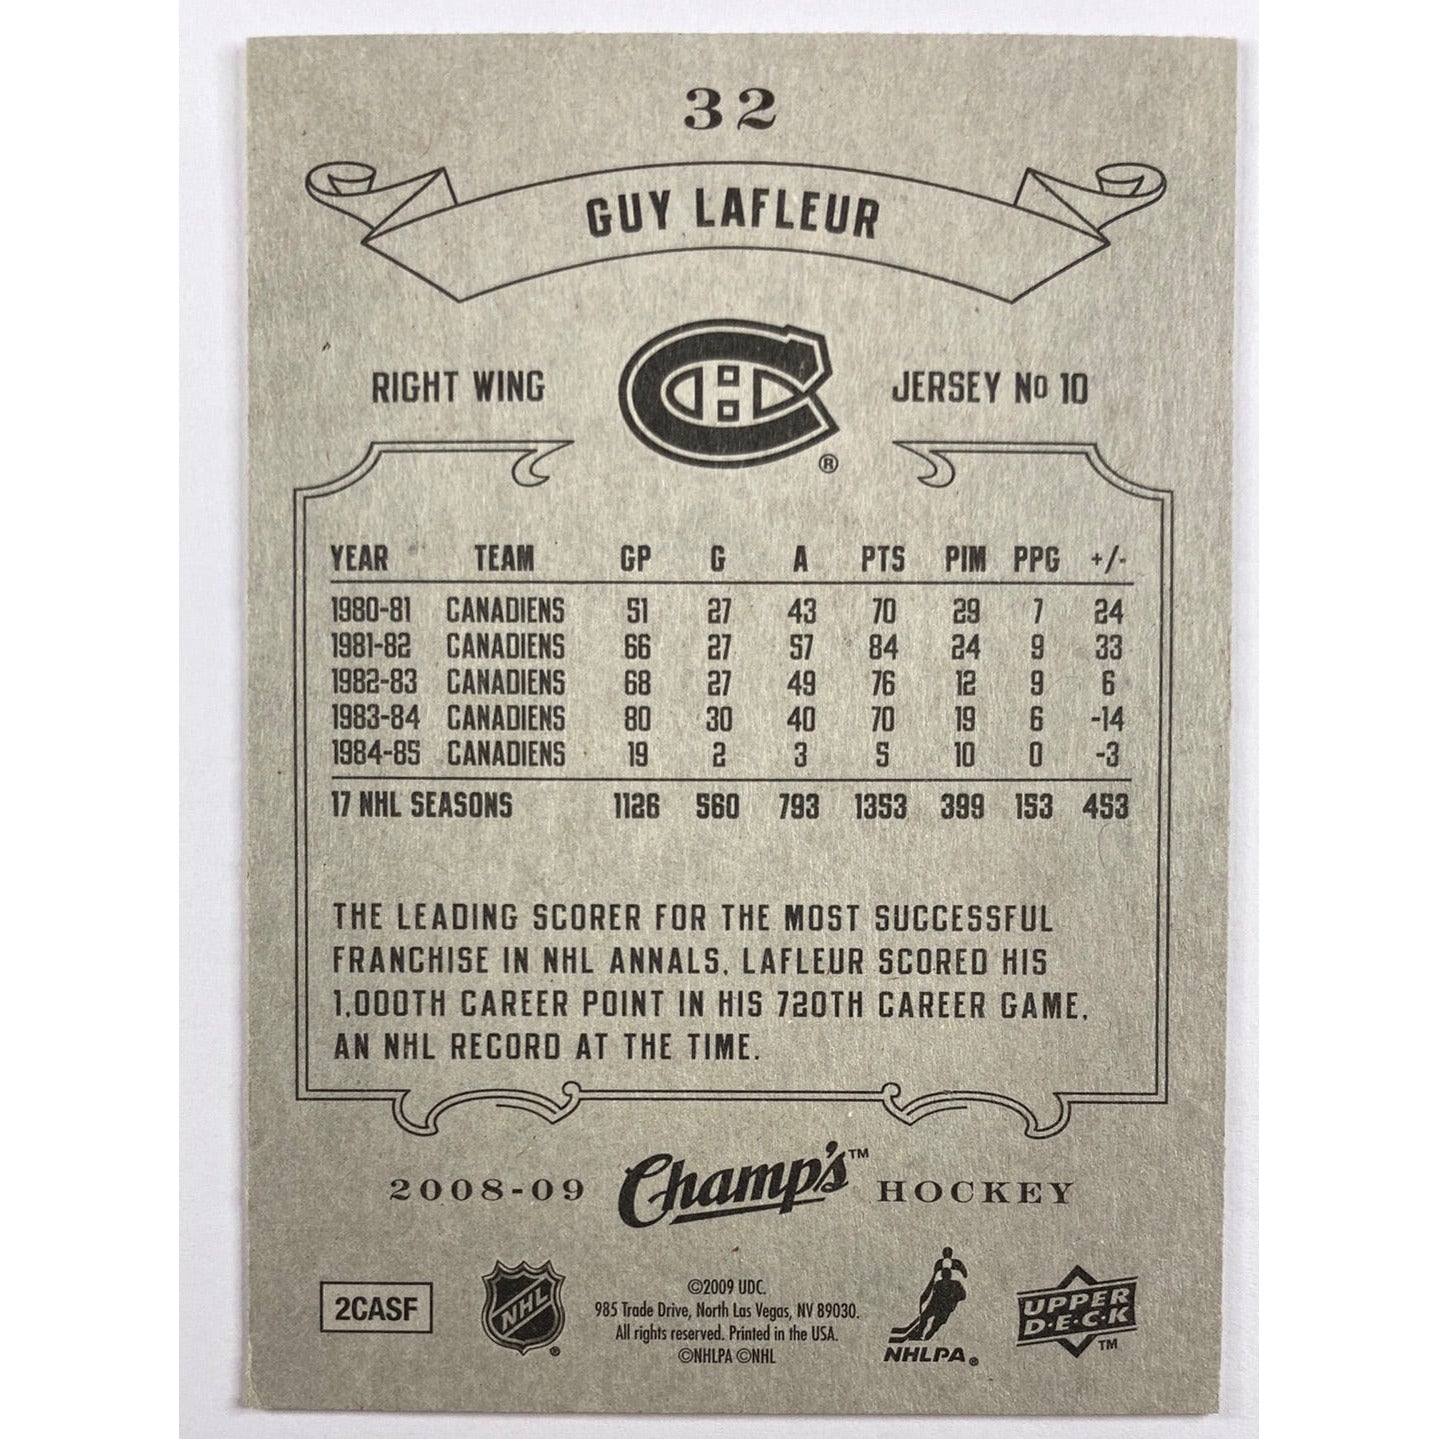 32
GUY LAFLEUR
RIGHT WING
JERSEY No 10
®
YEAR TEAM GP G A PTS PIM PPG +/-
1980-81 CANADIENS 51 27 43 70 29 7 24
1981-82 CANADIENS 66 27 57 84 24 9 33
1982-83 CANADIENS 68 27 49 76 12 9 6
1983-84 CANADIENS 80 30 40 70 19 6 -14
1984-85 CANADIENS 19 2 3 5 10 0 -3
17 NHL SEASONS 1126 560 793 1353 399 153 453
THE LEADING SCORER FOR THE MOST SUCCESSFUL
FRANCHISE IN NHL ANNALS, LAFLEUR SCORED HIS
1,000TH CAREER POINT IN HIS 720TH CAREER GAME,
AN NHL RECORD AT THE TIME.
2008-09 Champ's™ HOCKEY
2CASF
NHL®
©2009 UDC.
985 Trade Drive, North Las Vegas, NV 89030.
All rights reserved. Printed in the USA.
©NHLPA ©NHL
NHLPA®
UPPER
D·E·C·K™